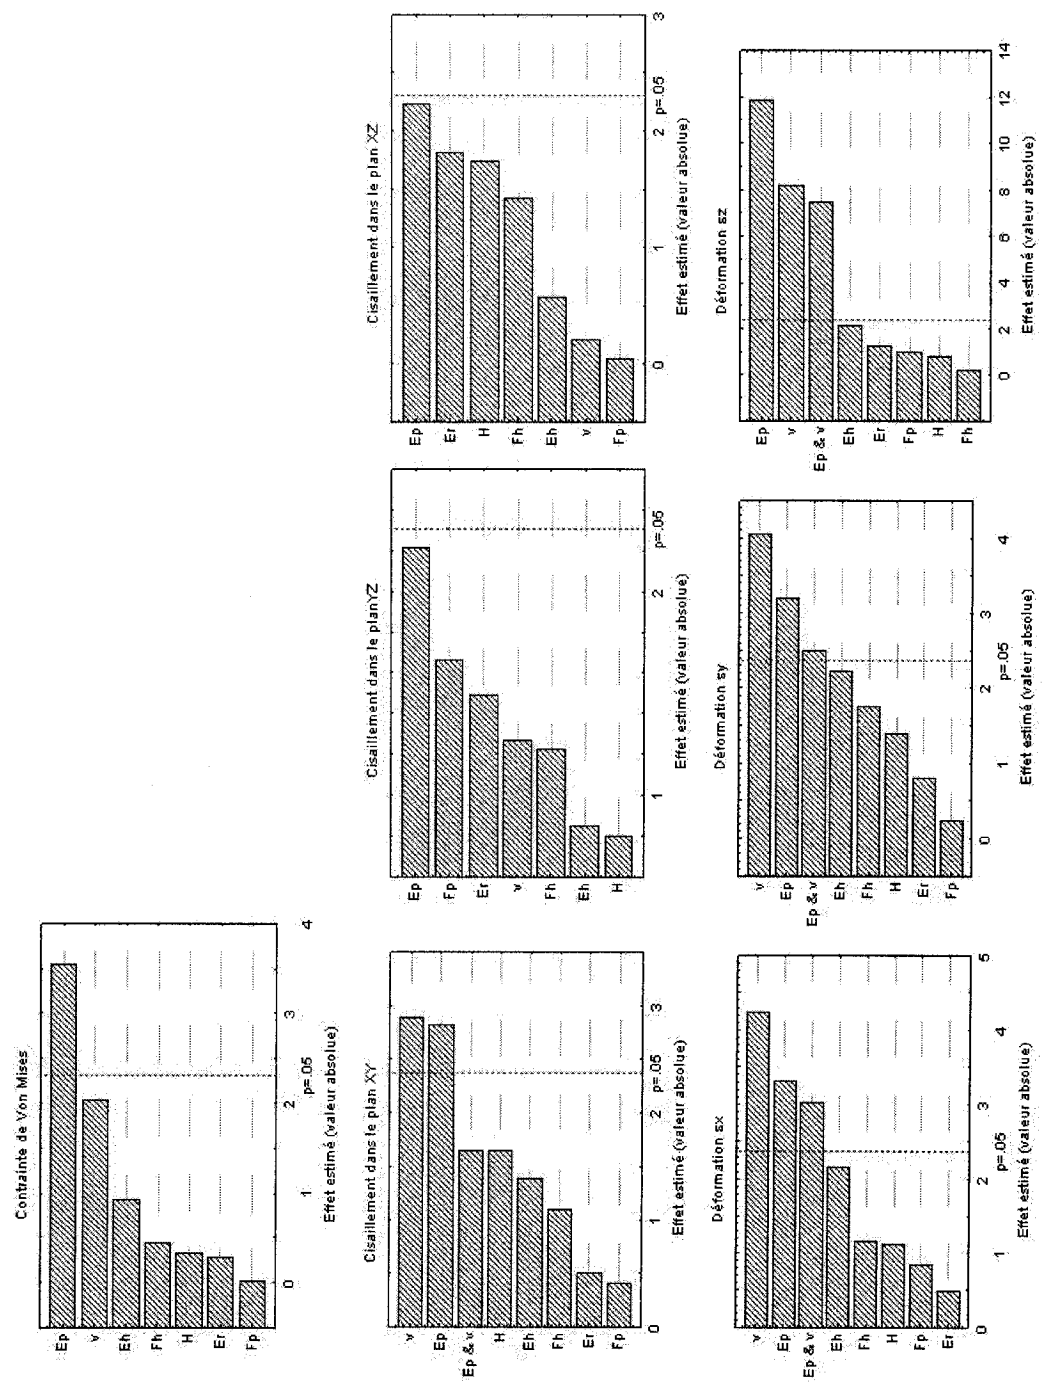 Contrainte de Von Mises
Ep
v
Eh
Fh
H
Er
Fp
0 1 2 p=.05 3 4
Effet estimé (valeur absolue)
Cisaillement dans le plan XY
v
Ep
Ep & v
H
Eh
Fh
Er
Fp
0 1 2 p=.05 3
Effet estimé (valeur absolue)
Cisaillement dans le planYZ
Ep
Fp
Er
v
Fh
Eh
H
1 2 p=.05
Effet estimé (valeur absolue)
Cisaillement dans le plan XZ
Ep
Er
H
Fh
Eh
v
Fp
0 1 2 p=.05 3
Effet estimé (valeur absolue)
Déformation εx
v
Ep
Ep & v
Eh
Fh
H
Fp
Er
0 1 2 p=.05 3 4 5
Effet estimé (valeur absolue)
Déformation εy
v
Ep
Ep & v
Eh
Fh
H
Er
Fp
0 1 2 p=.05 3 4
Effet estimé (valeur absolue)
Déformation εz
Ep
v
Ep & v
Eh
Er
Fp
H
Fh
0 2 4 6 8 10 12 14
Effet estimé (valeur absolue)